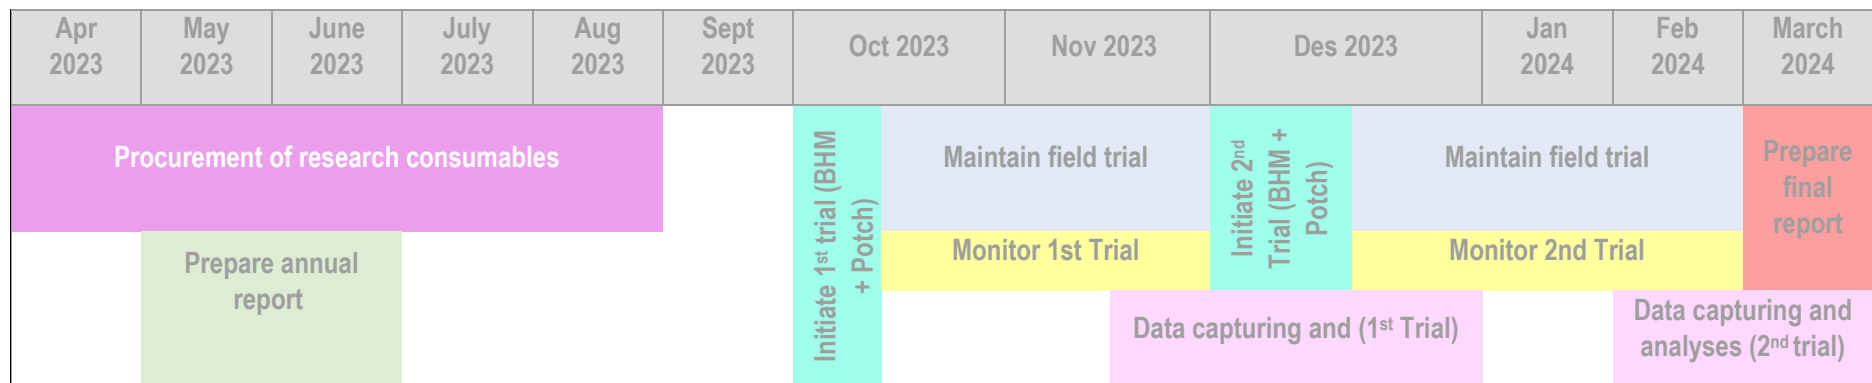 Apr
2023
May
2023
June
2023
July
2023
Aug
2023
Sept
2023
Oct 2023
Nov 2023
Des 2023
Jan
2024
Feb
2024
March
2024
Procurement of research consumables
Initiate 1st trial (BHM
+ Potch)
Maintain field trial
Initiate 2nd
Trial (BHM +
Potch)
Maintain field trial
Prepare
final
report
Prepare annual
report
Monitor 1st Trial
Monitor 2nd Trial
Data capturing and (1st Trial)
Data capturing and
analyses (2nd trial)